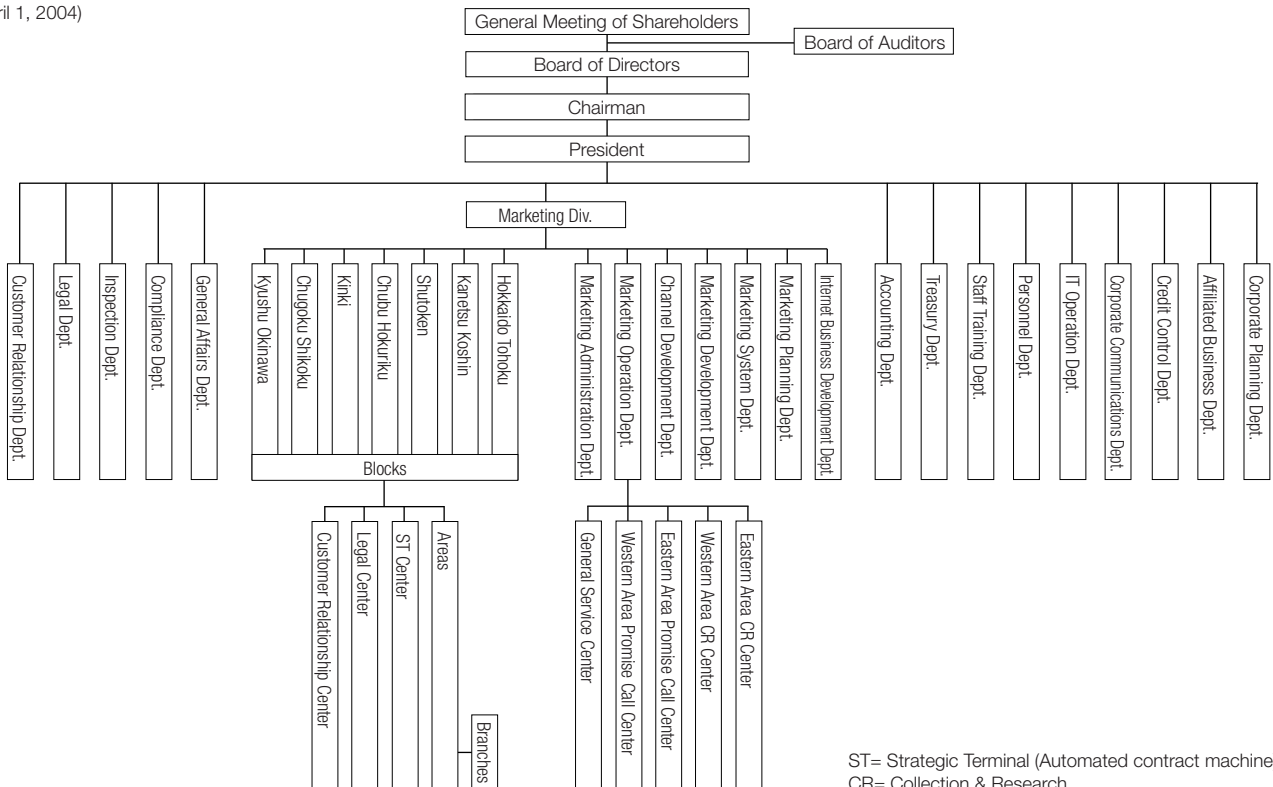 ril 1, 2004)
General Meeting of Shareholders
Board of Auditors
Board of Directors
Chairman
President
Marketing Div.
Customer Relationship Dept.
Legal Dept.
Inspection Dept.
Compliance Dept.
General Affairs Dept.
Kyushu Okinawa
Chugoku Shikoku
Kinki
Chubu Hokuriku
Shutoken
Kanetsu Koshin
Hokkaido Tohoku
Marketing Administration Dept.
Marketing Operation Dept.
Channel Development Dept.
Marketing Development Dept.
Marketing System Dept.
Marketing Planning Dept.
Internet Business Development Dept.
Accounting Dept.
Treasury Dept.
Staff Training Dept.
Personnel Dept.
IT Operation Dept.
Corporate Communications Dept.
Credit Control Dept.
Affiliated Business Dept.
Corporate Planning Dept.
Blocks
Customer Relationship Center
Legal Center
ST Center
Areas
Branches
General Service Center
Western Area Promise Call Center
Eastern Area Promise Call Center
Western Area CR Center
Eastern Area CR Center
ST= Strategic Terminal (Automated contract machine
CR= Collection & Research